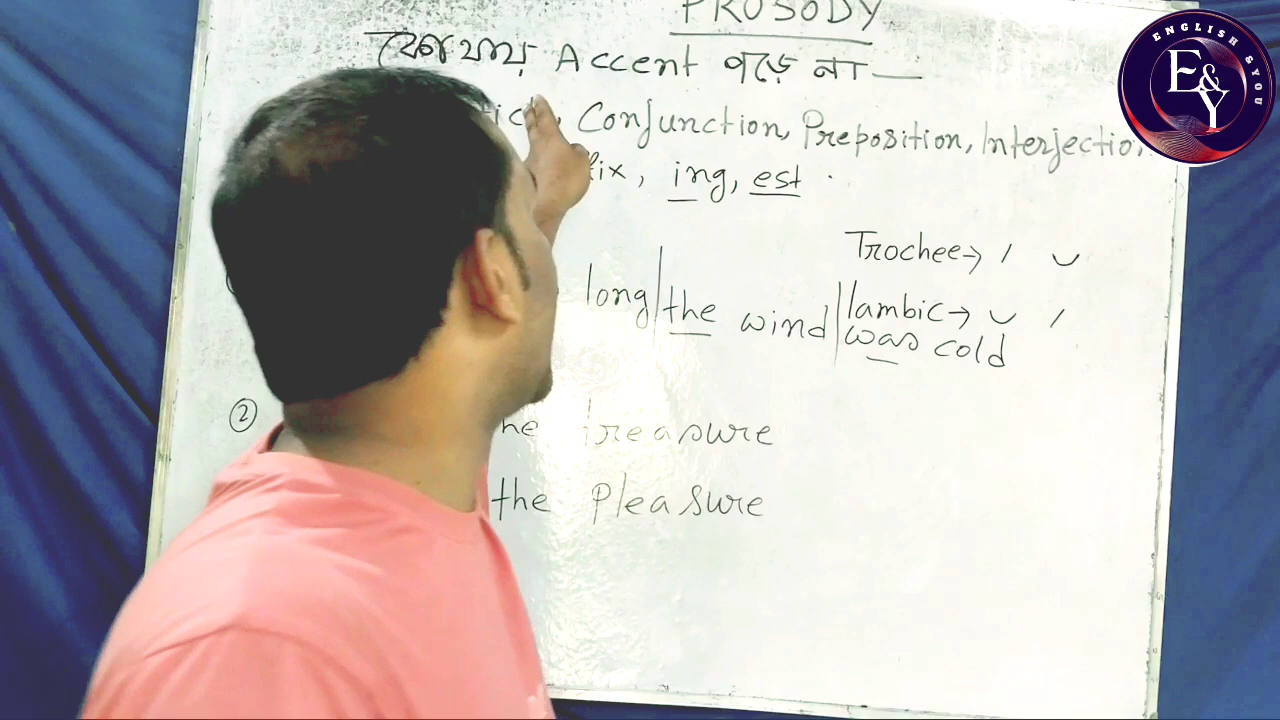 PROSODY
কোথায় Accent পড়ে না —
Conjunction, Preposition, Interjection
fix, ing, est .
Trochee→ / ⌣
Iambic→ ⌣ /
long | the wind | was cold
② he treasure
the Pleasure
ENGLISH &YOU
E&Y